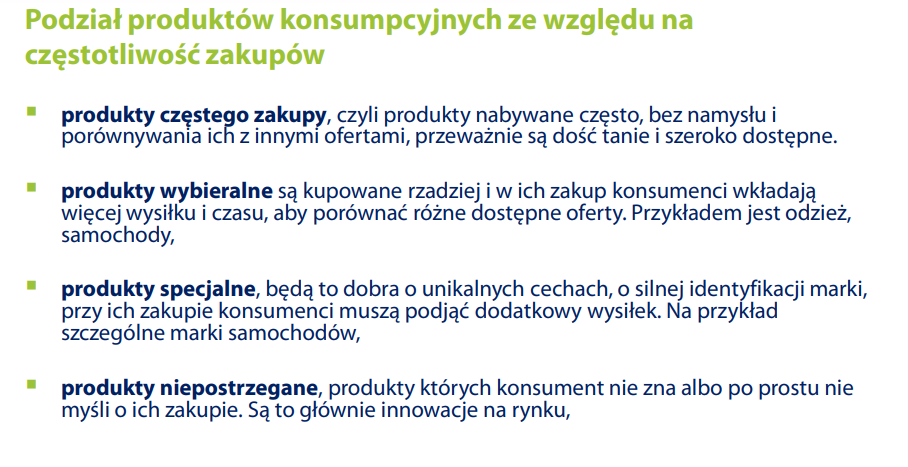 Podział produktów konsumpcyjnych ze względu na
częstotliwość zakupów
produkty częstego zakupy, czyli produkty nabywane często, bez namysłu i
porównywania ich z innymi ofertami, przeważnie są dość tanie i szeroko dostępne.
produkty wybieralne są kupowane rzadziej i w ich zakup konsumenci wkładają
więcej wysiłku i czasu, aby porównać różne dostępne oferty. Przykładem jest odzież,
samochody,
produkty specjalne, będą to dobra o unikalnych cechach, o silnej identyfikacji marki,
przy ich zakupie konsumenci muszą podjąć dodatkowy wysiłek. Na przykład
szczególne marki samochodów,
produkty niepostrzegane, produkty których konsument nie zna albo po prostu nie
myśli o ich zakupie. Są to głównie innowacje na rynku,